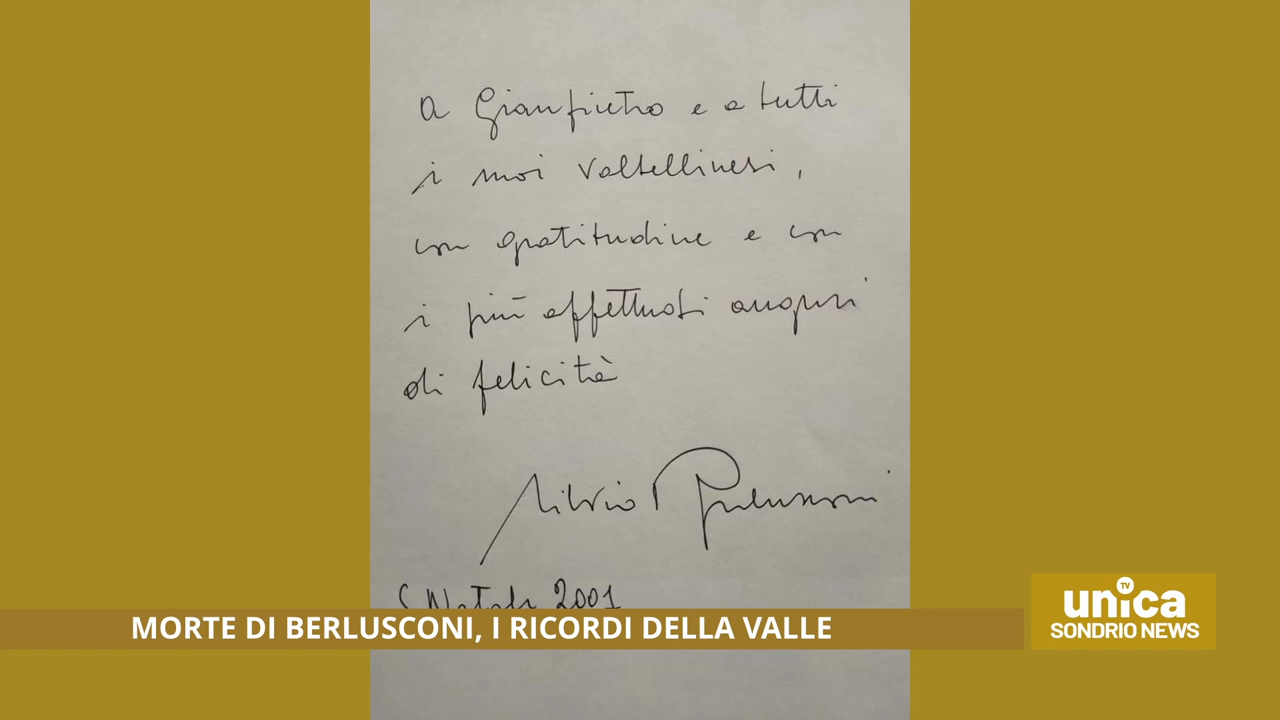 A Gianpietro e a tutti
i miei Valtellinesi,
con gratitudine e con
i più affettuosi auguri
di felicità
Silvio Berlusconi
S. Natale 2001
MORTE DI BERLUSCONI, I RICORDI DELLA VALLE
TV
unica
SONDRIO NEWS